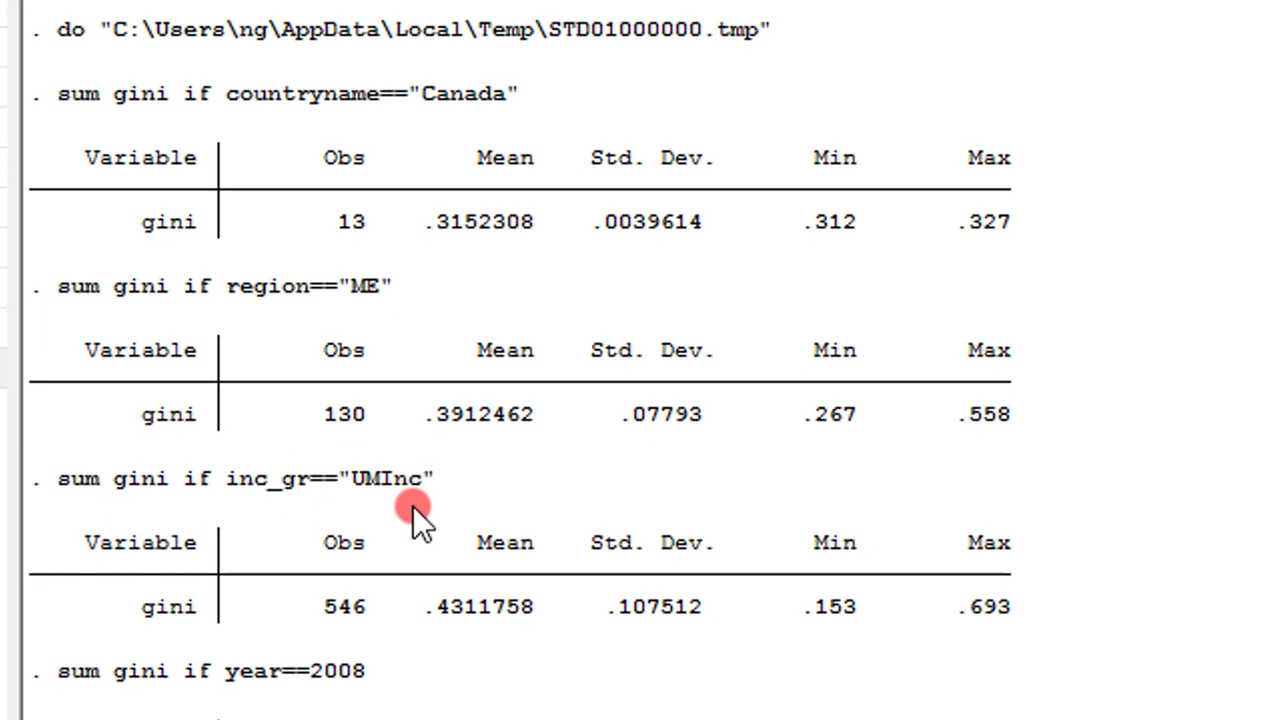 . do "C:\Users\ng\AppData\Local\Temp\STD01000000.tmp"
. sum gini if countryname=="Canada"
Variable Obs Mean Std. Dev. Min Max
gini 13 .3152308 .0039614 .312 .327
. sum gini if region=="ME"
Variable Obs Mean Std. Dev. Min Max
gini 130 .3912462 .07793 .267 .558
. sum gini if inc_gr=="UMInc"
Variable Obs Mean Std. Dev. Min Max
gini 546 .4311758 .107512 .153 .693
. sum gini if year==2008